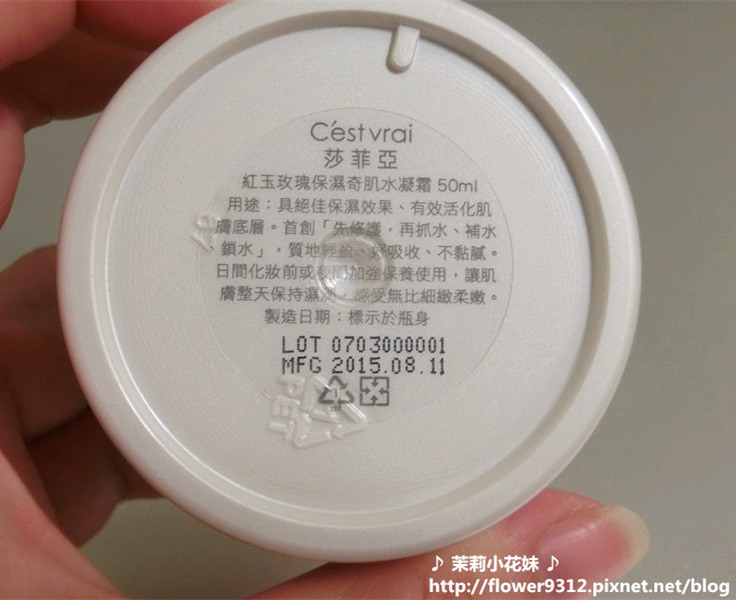 C'estvrai
莎菲亞
紅玉玫瑰保濕奇肌水凝霜 50ml
用途：具絕佳保濕效果、有效活化肌
膚底層。首創「先修護，再抓水、補水
鎖水」，質地輕盈、好吸收、不黏膩。
日間化妝前或夜間加強保養使用，讓肌
膚整天保持濕潤，感受無比細緻柔嫩。
製造日期：標示於瓶身
LOT 0703000001
MFG 2015.08.11
1
PET
♪ 茉莉小花妹 ♪
http://flower9312.pixnet.net/blog